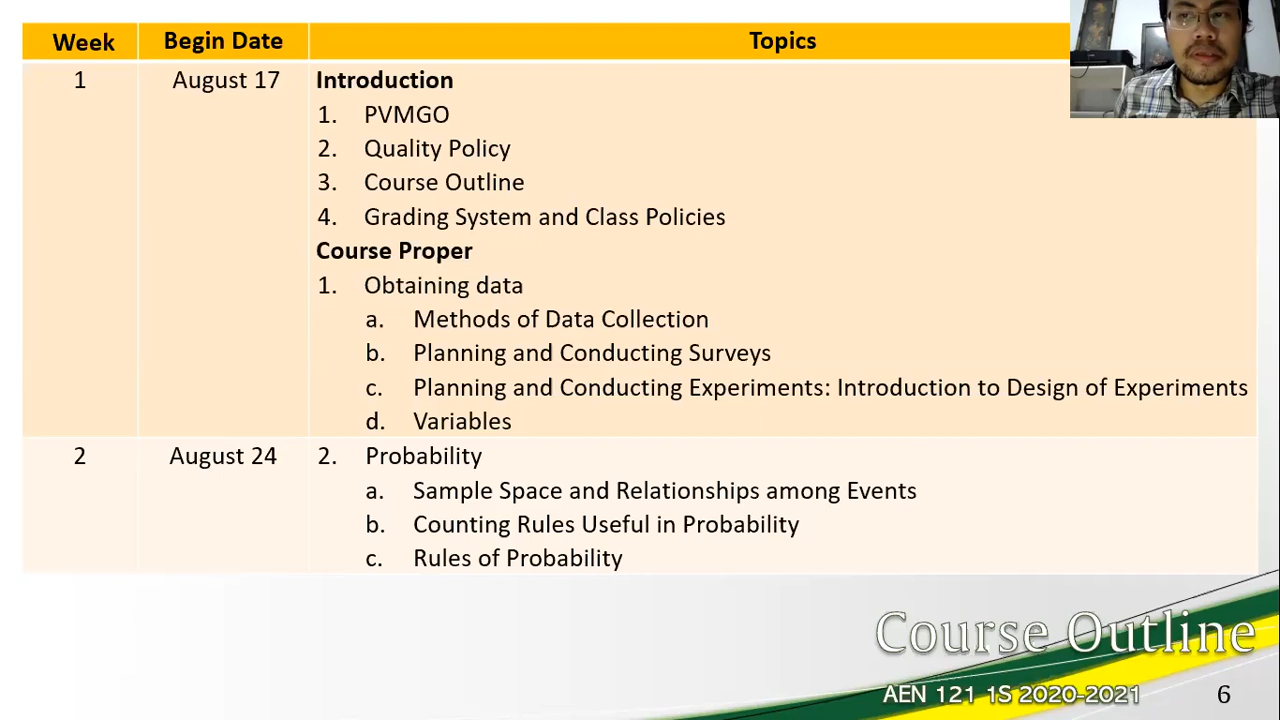 Week Begin Date Topics
1 August 17 Introduction
1. PVMGO
2. Quality Policy
3. Course Outline
4. Grading System and Class Policies
Course Proper
1. Obtaining data
a. Methods of Data Collection
b. Planning and Conducting Surveys
c. Planning and Conducting Experiments: Introduction to Design of Experiments
d. Variables
2 August 24 2. Probability
a. Sample Space and Relationships among Events
b. Counting Rules Useful in Probability
c. Rules of Probability
Course Outline
AEN 121 1S 2020-2021 6